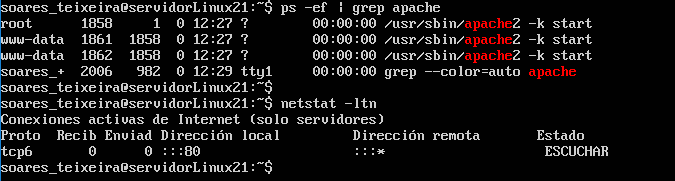 soares_teixeira@servidorLinux21:~$ ps -ef | grep apache
root 1858 1 0 12:27 ? 00:00:00 /usr/sbin/apache2 -k start
www-data 1861 1858 0 12:27 ? 00:00:00 /usr/sbin/apache2 -k start
www-data 1862 1858 0 12:27 ? 00:00:00 /usr/sbin/apache2 -k start
soares_+ 2006 982 0 12:29 tty1 00:00:00 grep --color=auto apache
soares_teixeira@servidorLinux21:~$
soares_teixeira@servidorLinux21:~$ netstat -ltn
Conexiones activas de Internet (solo servidores)
Proto Recib Enviad Dirección local Dirección remota Estado
tcp6 0 0 :::80 :::* ESCUCHAR
soares_teixeira@servidorLinux21:~$